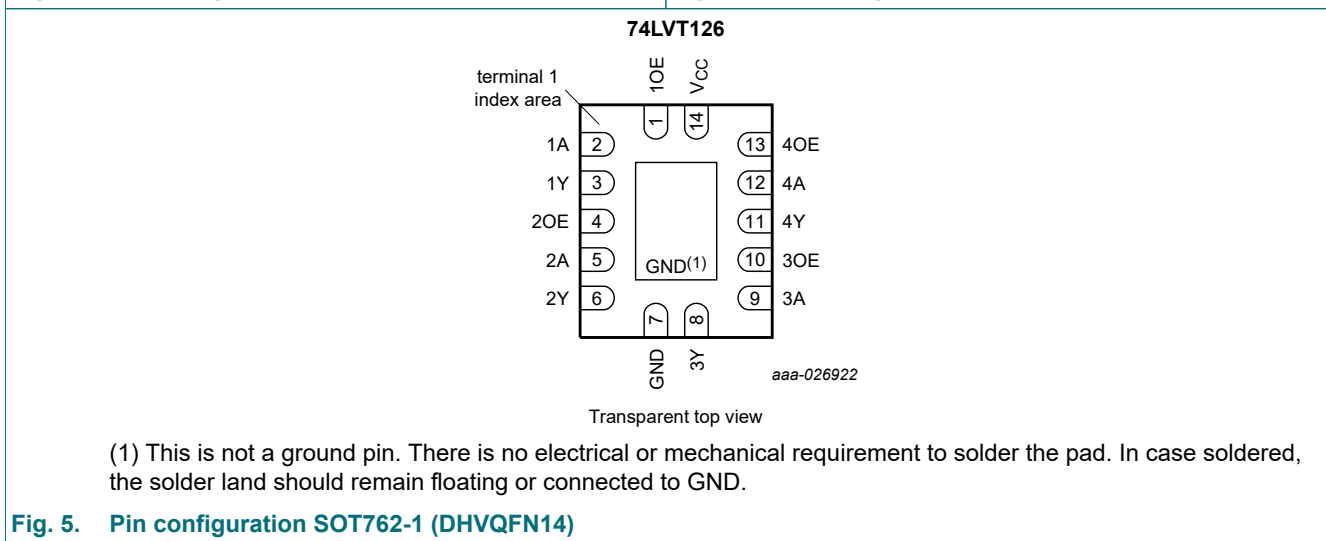 74LVT126
terminal 1
index area
1OE
VCC
1
14
1A 2
13 4OE
1Y 3
12 4A
2OE 4
11 4Y
2A 5
GND(1)
10 3OE
2Y 6
9 3A
7
8
GND
3Y
aaa-026922
Transparent top view
(1) This is not a ground pin. There is no electrical or mechanical requirement to solder the pad. In case soldered,
the solder land should remain floating or connected to GND.
Fig. 5. Pin configuration SOT762-1 (DHVQFN14)